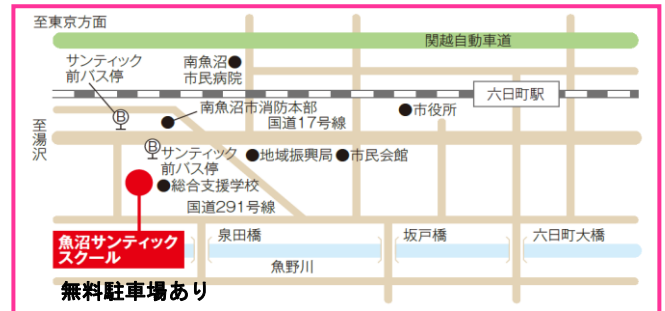 至東京方面
関越自動車道
サンティック
前バス停
南魚沼●
市民病院
六日町駅
Ⓑ
●南魚沼市消防本部
●市役所
国道17号線
至湯沢
Ⓑサンティック
前バス停
●地域振興局●市民会館
●総合支援学校
国道291号線
魚沼サンティック
スクール
泉田橋
坂戸橋
六日町大橋
魚野川
無料駐車場あり